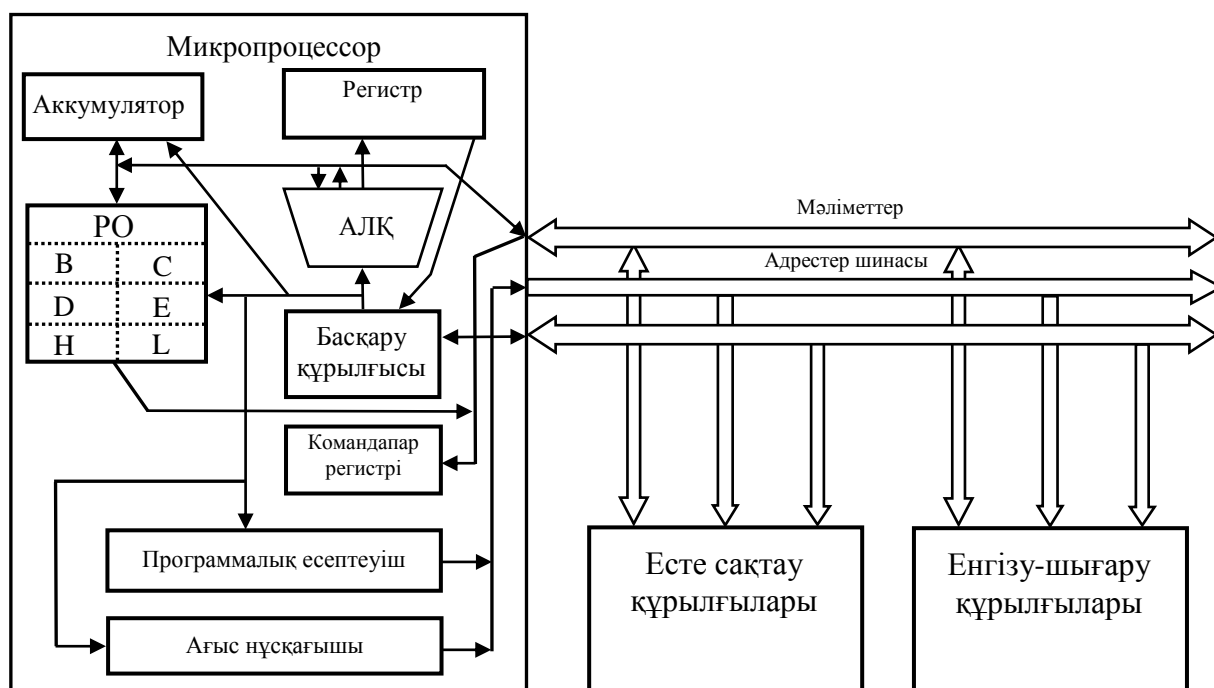 Микропроцессор
Аккумулятор
Регистр
АЛҚ
РО
B C
D E
H L
Басқару
құрылғысы
Командапар
регистрі
Программалық есептеуіш
Ағыс нұсқағышы
Мәліметтер
Адрестер шинасы
Есте сақтау
құрылғылары
Енгізу-шығару
құрылғылары